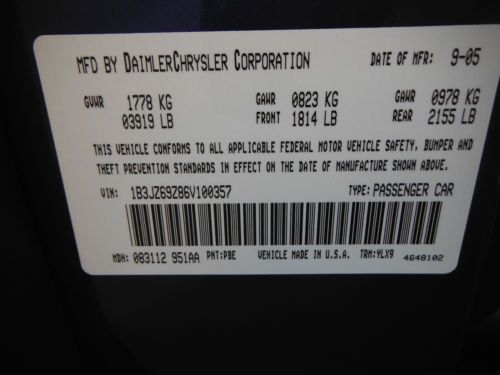 MFD BY DAIMLERCHRYSLER CORPORATION DATE OF MFR: 9-05
GVWR 1778 KG GAWR 0823 KG GAWR 0978 KG
03919 LB FRONT 1814 LB REAR 2155 LB
THIS VEHICLE CONFORMS TO ALL APPLICABLE FEDERAL MOTOR VEHICLE SAFETY, BUMPER AND
THEFT PREVENTION STANDARDS IN EFFECT ON THE DATE OF MANUFACTURE SHOWN ABOVE.
VIN: 1B3JZ69Z86V100357 TYPE: PASSENGER CAR
MDH: 083112 951AA PNT:PBE VEHICLE MADE IN U.S.A. TRM:YLX9 4648102